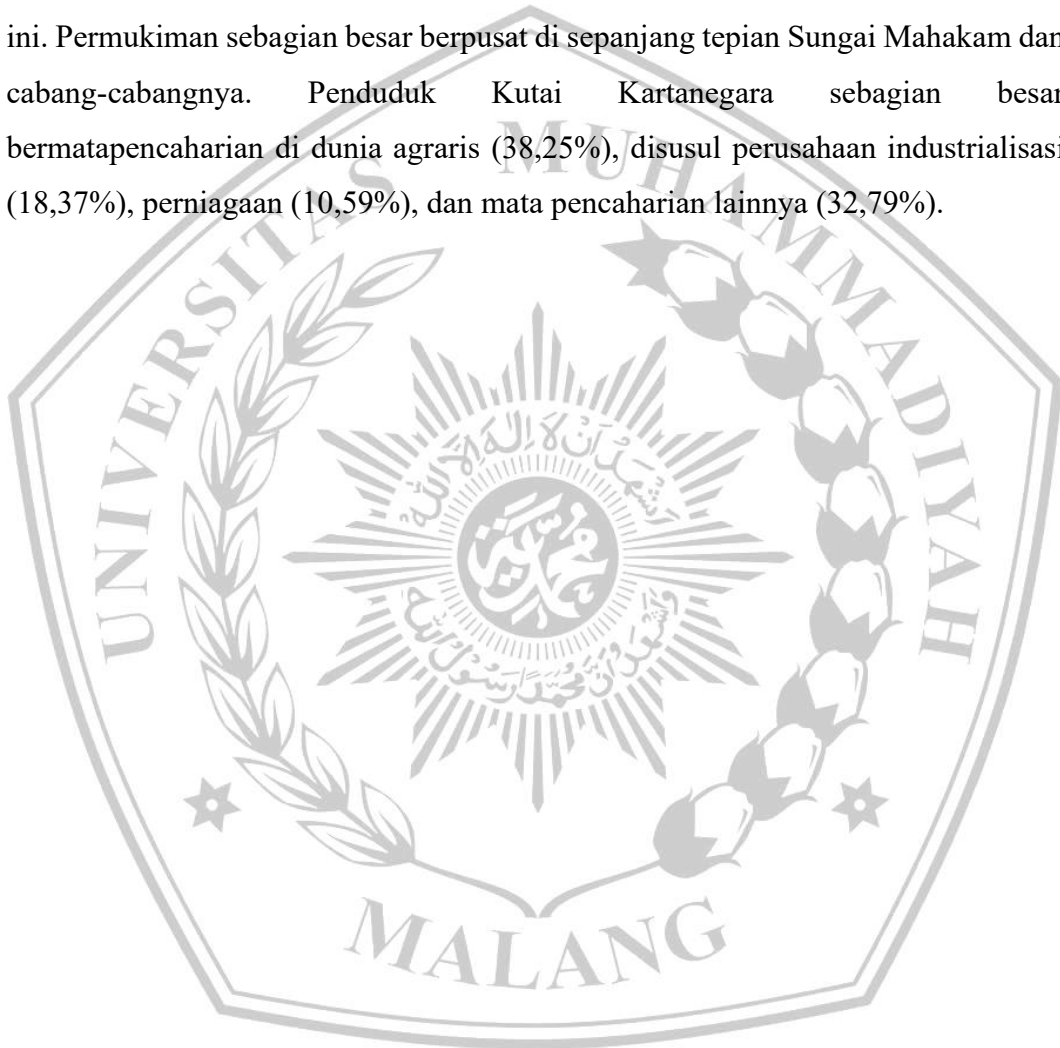 ini. Permukiman sebagian besar berpusat di sepanjang tepian Sungai Mahakam dan
cabang-cabangnya. Penduduk Kutai Kartanegara sebagian besar
bermatapencaharian di dunia agraris (38,25%), disusul perusahaan industrialisasi
(18,37%), perniagaan (10,59%), dan mata pencaharian lainnya (32,79%).
UNIVERSITAS MUHAMMADIYAH
MALANG